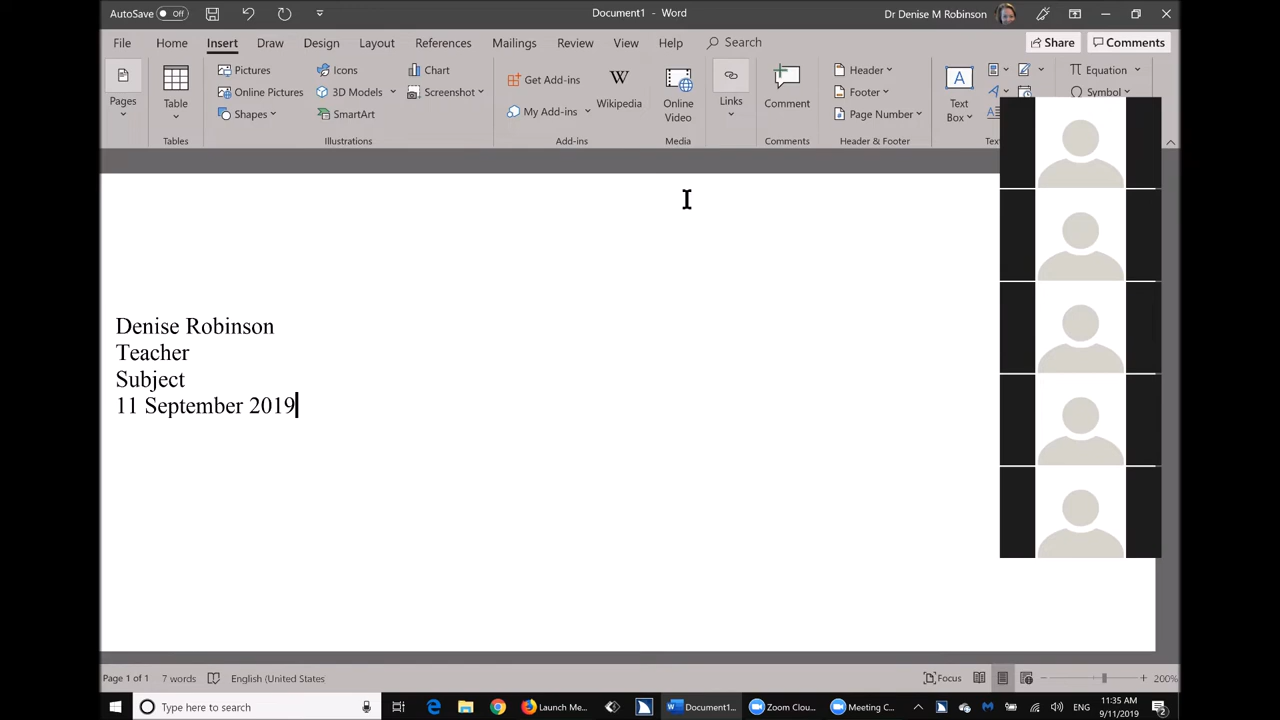 AutoSave Off
Document1 - Word
Dr Denise M Robinson
File Home Insert Draw Design Layout References Mailings Review View Help Search
Share Comments
Pages
Table
Tables
Pictures
Online Pictures
Shapes
Icons
3D Models
SmartArt
Chart
Screenshot
Illustrations
Get Add-ins
My Add-ins
W
Wikipedia
Add-ins
Online
Video
Media
Links
Comment
Comments
Header
Footer
Page Number
Header & Footer
A
Text
Box
Equation
Symbol
Denise Robinson
Teacher
Subject
11 September 2019
Page 1 of 1 7 words English (United States
Focus 200%
Type here to search
Launch Me...
Document1...
Zoom Clou...
Meeting C...
11:35 AM
9/11/2019
2